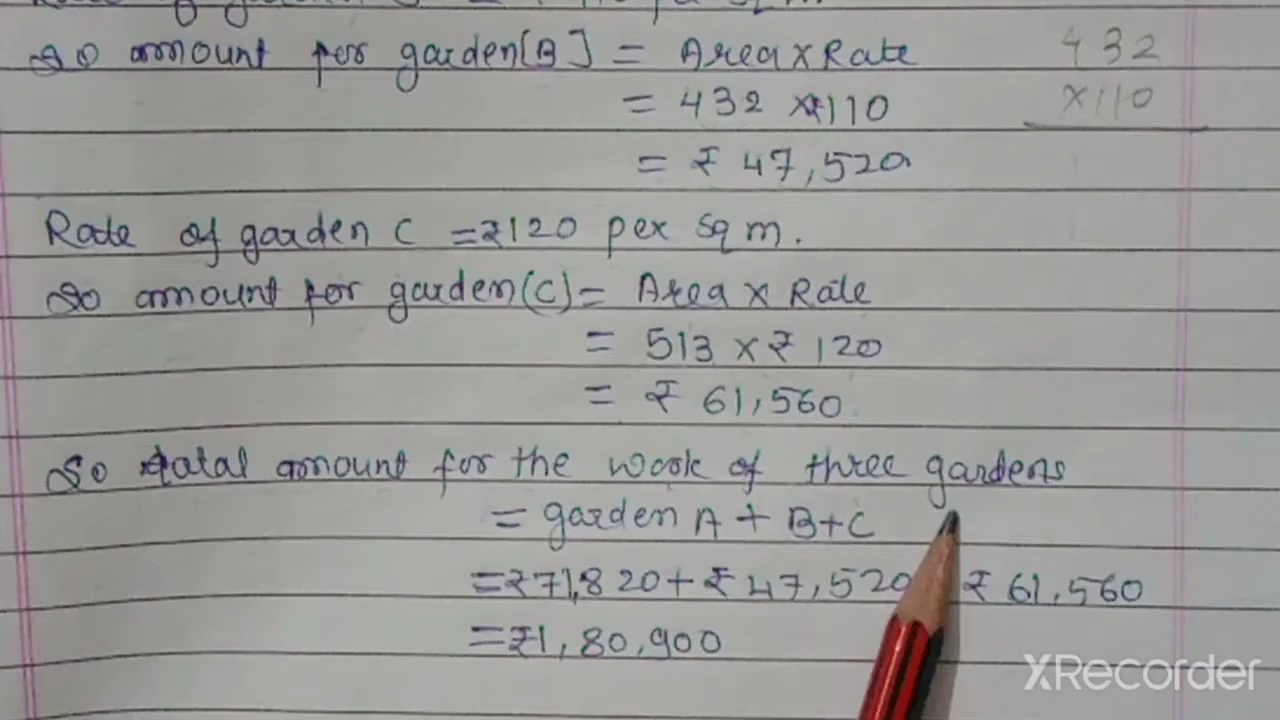 So amount for garden[B] = Area x Rate
= 432 x 110
= ₹ 47,520
432
x110
Rate of garden C = ₹120 per sq m.
So amount for garden(C) = Area x Rate
= 513 x ₹ 120
= ₹ 61,560
So total amount for the work of three gardens
= garden A + B+C
= ₹71,820 + ₹ 47,520 ₹ 61,560
= ₹1,80,900
XRecorder